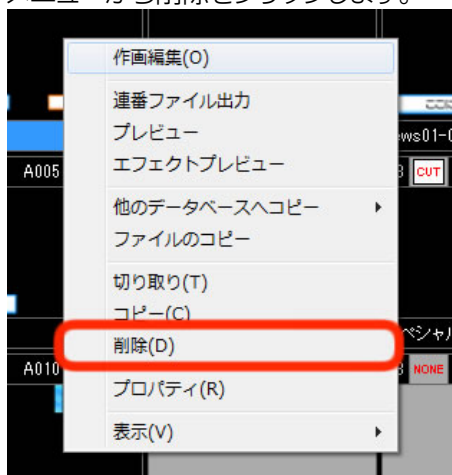 メニューから削除をクリックします。
作画編集(O)
連番ファイル出力
プレビュー
エフェクトプレビュー
他のデータベースへコピー
ファイルのコピー
切り取り(T)
コピー(C)
削除(D)
プロパティ(R)
表示(V)
A005
A010
ews01-0
CUT
ペシャル
NONE